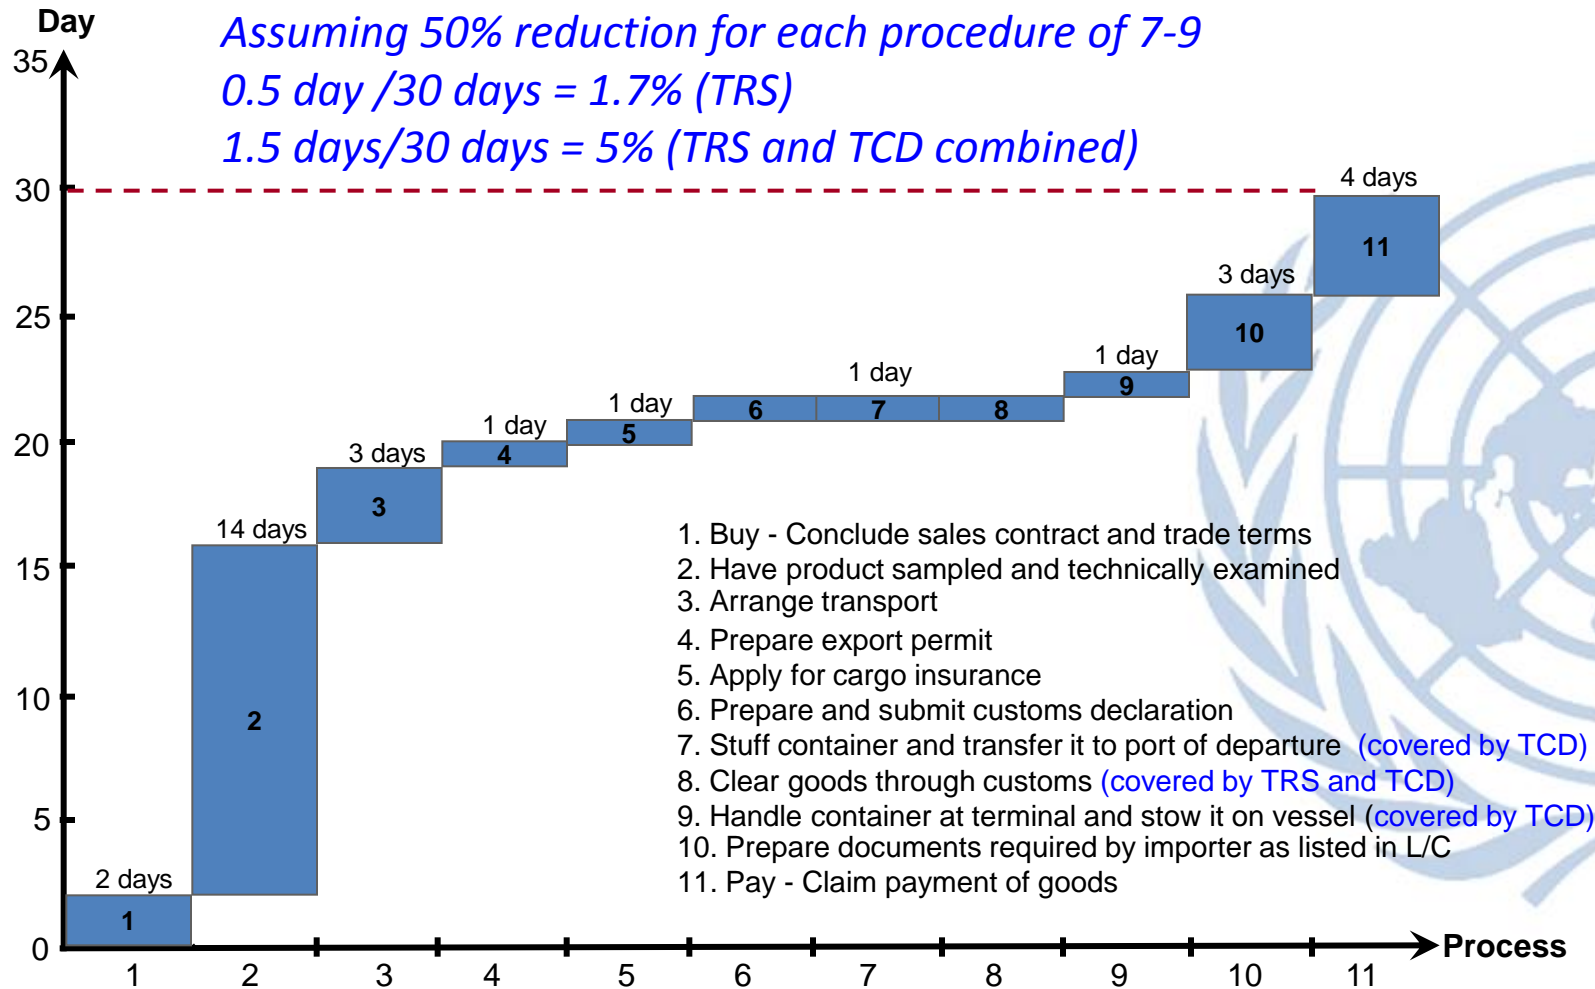 Day
Assuming 50% reduction for each procedure of 7-9
0.5 day /30 days = 1.7% (TRS)
1.5 days/30 days = 5% (TRS and TCD combined)
35
30
25
20
15
10
5
0
2 days
1
14 days
2
3 days
3
1 day
4
1 day
5
1 day
6
7
8
1 day
9
3 days
10
4 days
11
1. Buy - Conclude sales contract and trade terms
2. Have product sampled and technically examined
3. Arrange transport
4. Prepare export permit
5. Apply for cargo insurance
6. Prepare and submit customs declaration
7. Stuff container and transfer it to port of departure (covered by TCD)
8. Clear goods through customs (covered by TRS and TCD)
9. Handle container at terminal and stow it on vessel (covered by TCD)
10. Prepare documents required by importer as listed in L/C
11. Pay - Claim payment of goods
Process
1 2 3 4 5 6 7 8 9 10 11